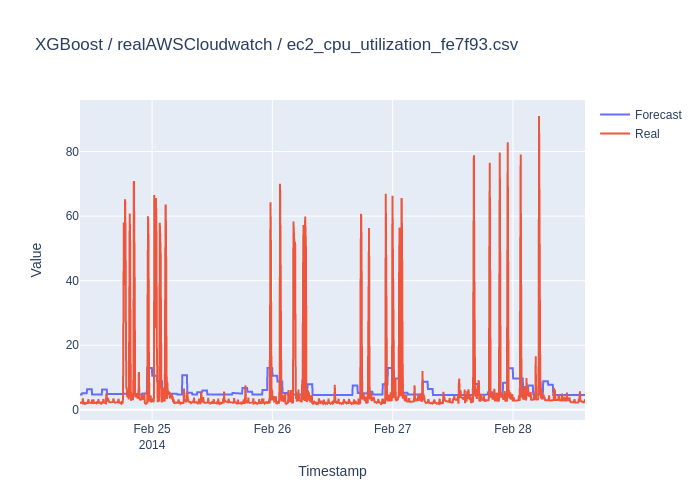 XGBoost / realAWSCloudwatch / ec2_cpu_utilization_fe7f93.csv
Forecast
Real
80
60
40
20
0
Value
Feb 25
2014
Feb 26
Feb 27
Feb 28
Timestamp